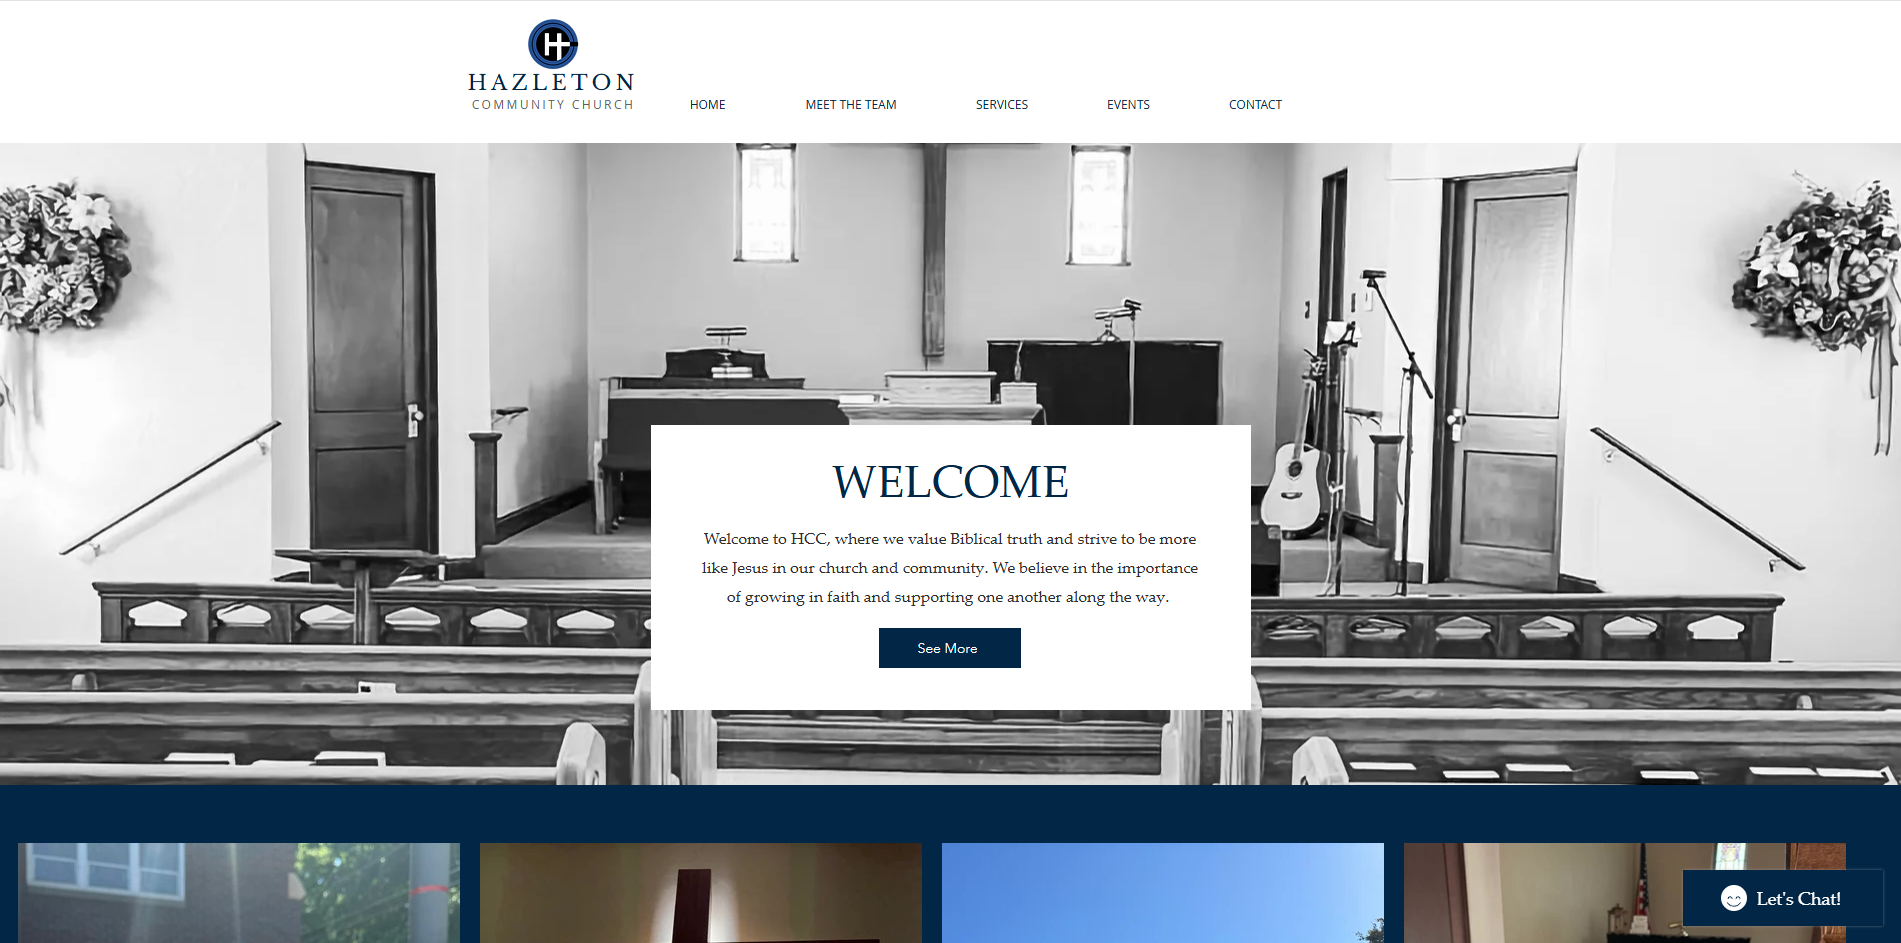 HAZLETON
COMMUNITY CHURCH
HOME
MEET THE TEAM
SERVICES
EVENTS
CONTACT
WELCOME
Welcome to HCC, where we value Biblical truth and strive to be more
like Jesus in our church and community. We believe in the importance
of growing in faith and supporting one another along the way.
See More
Let's Chat!